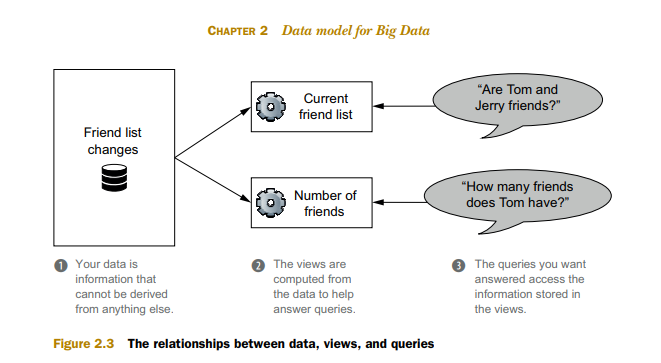 CHAPTER 2 Data model for Big Data
Friend list
changes
Current
friend list
Number of
friends
“Are Tom and
Jerry friends?”
“How many friends
does Tom have?”
1 Your data is
information that
cannot be derived
from anything else.
2 The views are
computed from
the data to help
answer queries.
3 The queries you want
answered access the
information stored in
the views.
Figure 2.3 The relationships between data, views, and queries